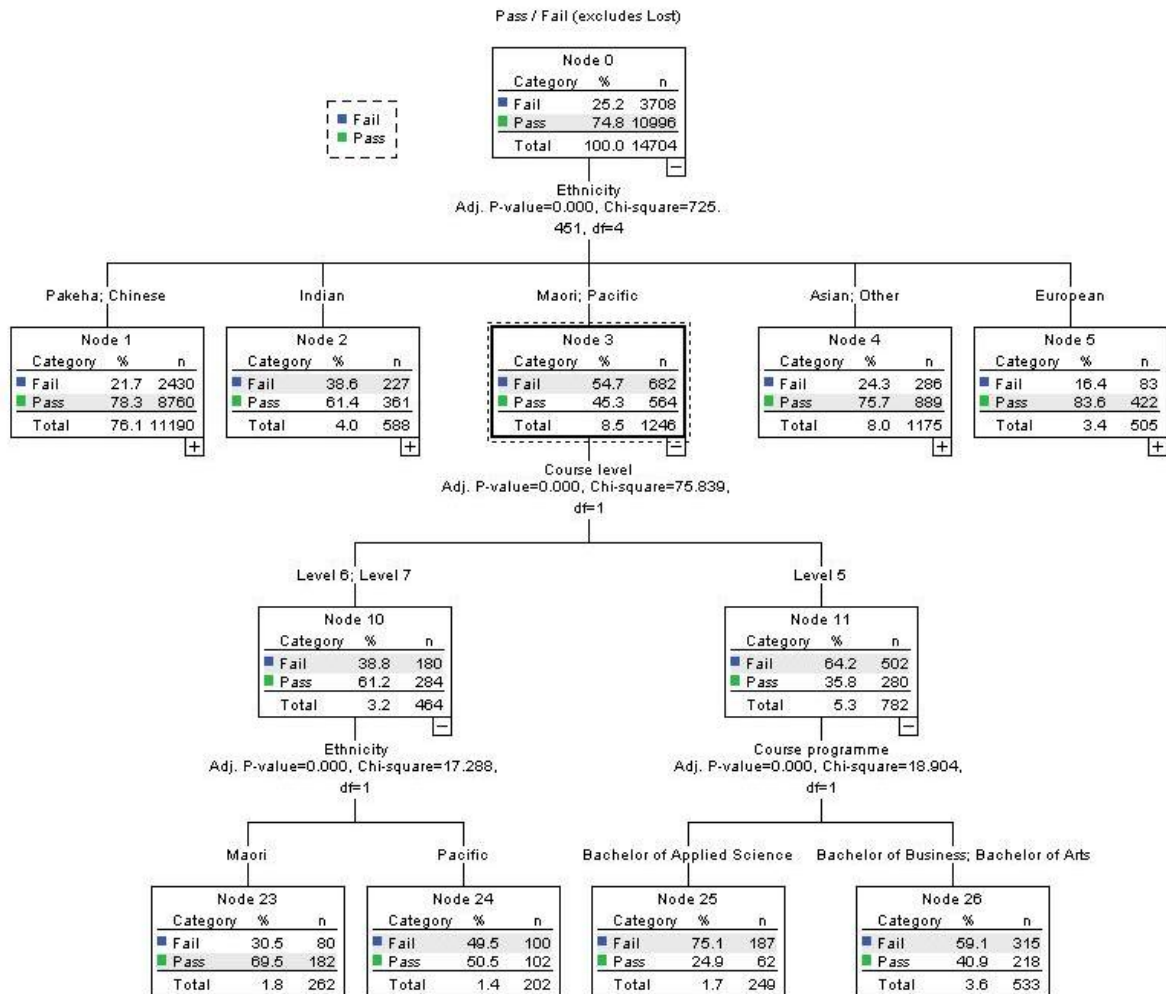 Pass / Fail (excludes Lost)
Fail
Pass
Node 0
Category % n
Fail 25.2 3708
Pass 74.8 10996
Total 100.0 14704
Ethnicity
Adj. P-value=0.000, Chi-square=725.
451, df=4
Pakeha; Chinese
Node 1
Category % n
Fail 21.7 2430
Pass 78.3 8760
Total 76.1 11190
Indian
Node 2
Category % n
Fail 38.6 227
Pass 61.4 361
Total 4.0 588
Maori; Pacific
Node 3
Category % n
Fail 54.7 682
Pass 45.3 564
Total 8.5 1246
Asian; Other
Node 4
Category % n
Fail 24.3 286
Pass 75.7 889
Total 8.0 1175
European
Node 5
Category % n
Fail 16.4 83
Pass 83.6 422
Total 3.4 505
Course level
Adj. P-value=0.000, Chi-square=75.839,
df=1
Level 6; Level 7
Node 10
Category % n
Fail 38.8 180
Pass 61.2 284
Total 3.2 464
Level 5
Node 11
Category % n
Fail 64.2 502
Pass 35.8 280
Total 5.3 782
Ethnicity
Adj. P-value=0.000, Chi-square=17.288,
df=1
Course programme
Adj. P-value=0.000, Chi-square=18.904,
df=1
Maori
Node 23
Category % n
Fail 30.5 80
Pass 69.5 182
Total 1.8 262
Pacific
Node 24
Category % n
Fail 49.5 100
Pass 50.5 102
Total 1.4 202
Bachelor of Applied Science
Node 25
Category % n
Fail 75.1 187
Pass 24.9 62
Total 1.7 249
Bachelor of Business; Bachelor of Arts
Node 26
Category % n
Fail 59.1 315
Pass 40.9 218
Total 3.6 533